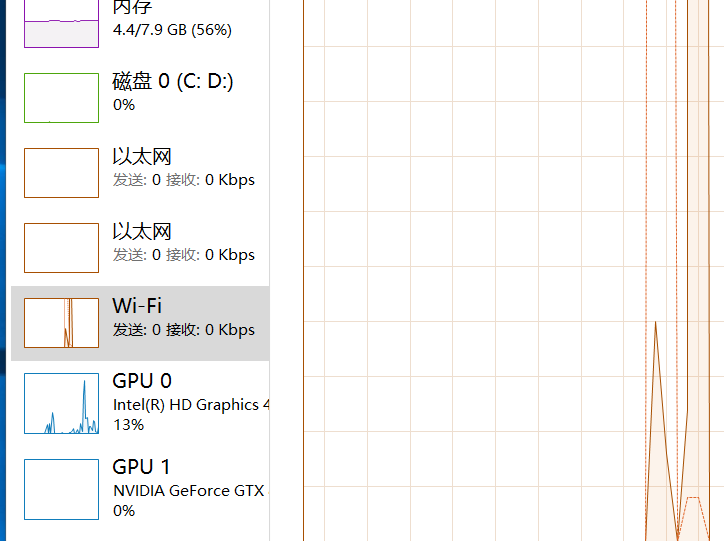 内存
4.4/7.9 GB (56%)
磁盘 0 (C: D:)
0%
以太网
发送: 0 接收: 0 Kbps
以太网
发送: 0 接收: 0 Kbps
Wi-Fi
发送: 0 接收: 0 Kbps
GPU 0
Intel(R) HD Graphics 4
13%
GPU 1
NVIDIA GeForce GTX
0%